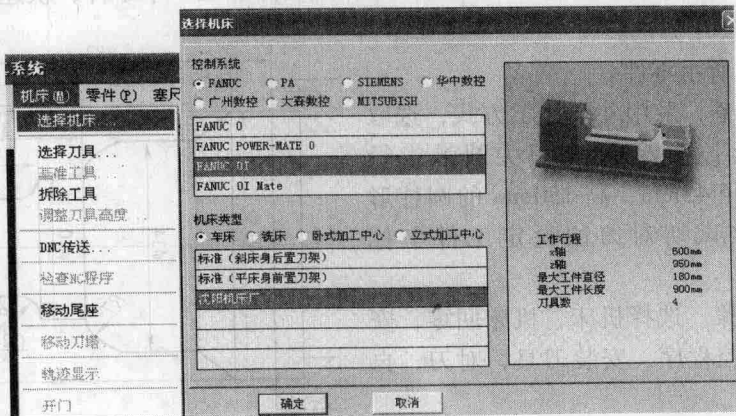 系统
机床(M) 零件(P) 塞尺
选择机床...
选择刀具...
基准工具
拆除工具
调整刀具高度...
DNC传送...
检查NC程序
移动尾座
移动刀塔
轨迹显示
开门
选择机床
控制系统
FANUC PA SIEMENS 华中数控
广州数控 大森数控 MITSUBISH
FANUC 0
FANUC POWER-MATE 0
FANUC 0I
FANUC 0I Mate
机床类型
车床 铣床 卧式加工中心 立式加工中心
标准（斜床身后置刀架）
标准（平床身前置刀架）
沈阳机床厂
工作行程
x轴 600mm
z轴 950mm
最大工件直径 180mm
最大工件长度 900mm
刀具数 4
确定 取消